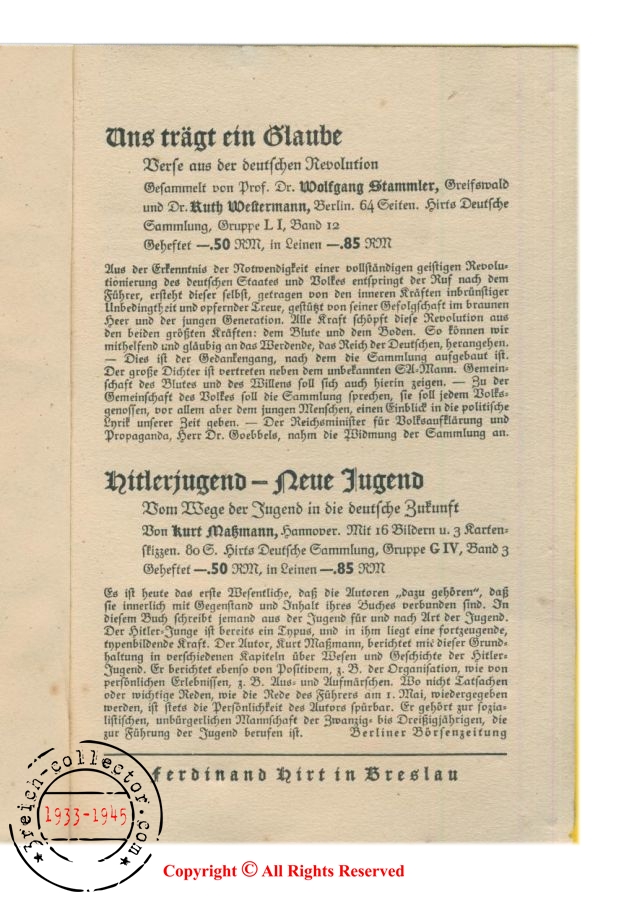 Uns trägt ein Glaube
Verse aus der deutschen Revolution
Gesammelt von Prof. Dr. Wolfgang Stammler, Greifswald
und Dr. Ruth Westermann, Berlin. 64 Seiten. Hirts Deutsche
Sammlung, Gruppe L I, Band 12
Geheftet —.50 RM, in Leinen —.85 RM
Aus der Erkenntnis der Notwendigkeit einer vollständigen geistigen Revolu-
tionierung des deutschen Staates und Volkes entspringt der Ruf nach dem
Führer, ersteht dieser selbst, getragen von den inneren Kräften inbrünstiger
Unbedingtheit und opfernder Treue, gestützt von seiner Gefolgschaft im braunen
Heer und der jungen Generation. Alle Kraft schöpft diese Revolution aus
den beiden größten Kräften: dem Blute und dem Boden. So können wir
mithelfend und gläubig an das Werdende, das Reich der Deutschen, herangehen.
— Dies ist der Gedankengang, nach dem die Sammlung aufgebaut ist.
Der große Dichter ist vertreten neben dem unbekannten SA-Mann. Gemein-
schaft des Blutes und des Willens soll sich auch hierin zeigen. — Zu der
Gemeinschaft des Volkes soll die Sammlung sprechen, sie soll jedem Volks-
genossen, vor allem aber dem jungen Menschen, einen Einblick in die politische
Lyrik unserer Zeit geben. — Der Reichsminister für Volksaufklärung und
Propaganda, Herr Dr. Goebbels, nahm die Widmung der Sammlung an.
Hitlerjugend – Neue Jugend
Vom Wege der Jugend in die deutsche Zukunft
Von Kurt Maßmann, Hannover. Mit 16 Bildern u. 3 Karten-
skizzen. 80 S. Hirts Deutsche Sammlung, Gruppe G IV, Band 3
Geheftet —.50 RM, in Leinen —.85 RM
Es ist heute das erste Wesentliche, daß die Autoren „dazu gehören“, daß
sie innerlich mit Gegenstand und Inhalt ihres Buches verbunden sind. In
diesem Buch schreibt jemand aus der Jugend für und nach Art der Jugend.
Der Hitler-Junge ist bereits ein Typus, und in ihm liegt eine fortzeugende,
typenbildende Kraft. Der Autor, Kurt Maßmann, berichtet mit dieser Grund-
haltung in verschiedenen Kapiteln über Wesen und Geschichte der Hitler-
Jugend. Er berichtet ebenso von Positivem, z. B. der Organisation, wie von
persönlichen Erlebnissen, z. B. Aus- und Aufmärschen. Wo nicht Tatsachen
oder wichtige Reden, wie die Rede des Führers am 1. Mai, wiedergegeben
werden, ist stets die Persönlichkeit des Autors spürbar. Er gehört zur sozia-
listischen, unbürgerlichen Mannschaft der Zwanzig- bis Dreißigjährigen, die
zur Führung der Jugend berufen ist. Berliner Börsenzeitung
Ferdinand Hirt in Breslau
3reich-collector.com
1933-1945
Copyright © All Rights Reserved